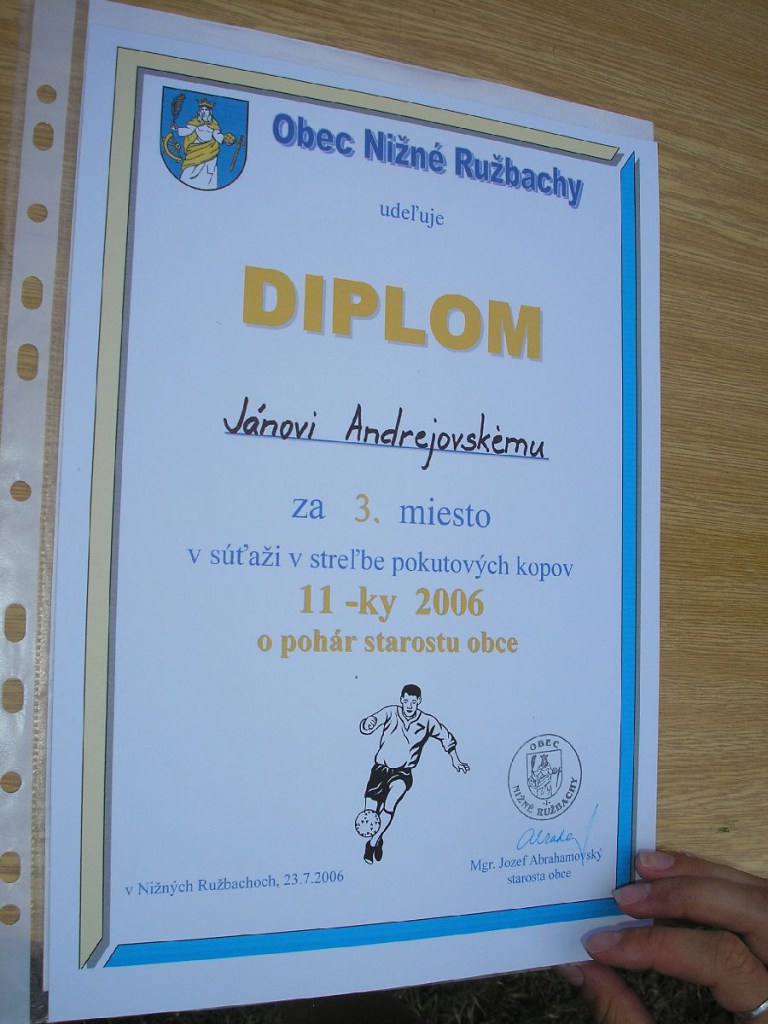 Obec Nižné Ružbachy
udeľuje
DIPLOM
Jánovi Andrejovskému
za 3. miesto
v súťaži v streľbe pokutových kopov
11 -ky 2006
o pohár starostu obce
OBEC
NIŽNÉ RUŽBACHY
v Nižných Ružbachoch, 23.7.2006
Mgr. Jozef Abrahamovský
starosta obce